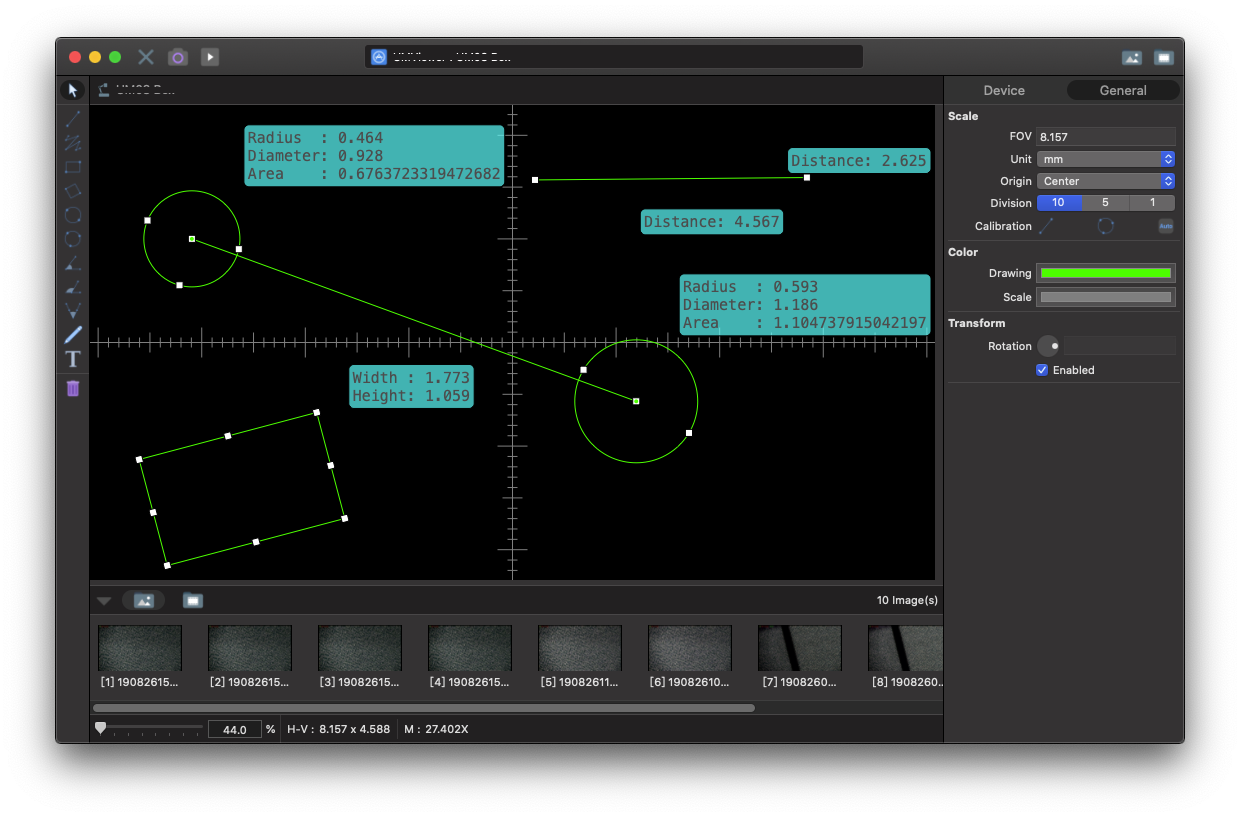 Device
General
Radius : 0.464
Diameter: 0.928
Area : 0.6763723319472682
Distance: 2.625
Distance: 4.567
Radius : 0.593
Diameter: 1.186
Area : 1.104737915042197
Width : 1.773
Height: 1.059
Scale
FOV 8.157
Unit mm
Origin Center
Division 10 5 1
Calibration Auto
Color
Drawing
Scale
Transform
Rotation
Enabled
T
10 Image(s)
[1] 19082615...
[2] 19082615...
[3] 19082615...
[4] 19082615...
[5] 19082611...
[6] 19082610...
[7] 1908260...
[8] 1908260...
44.0 %
H-V : 8.157 x 4.588
M : 27.402X